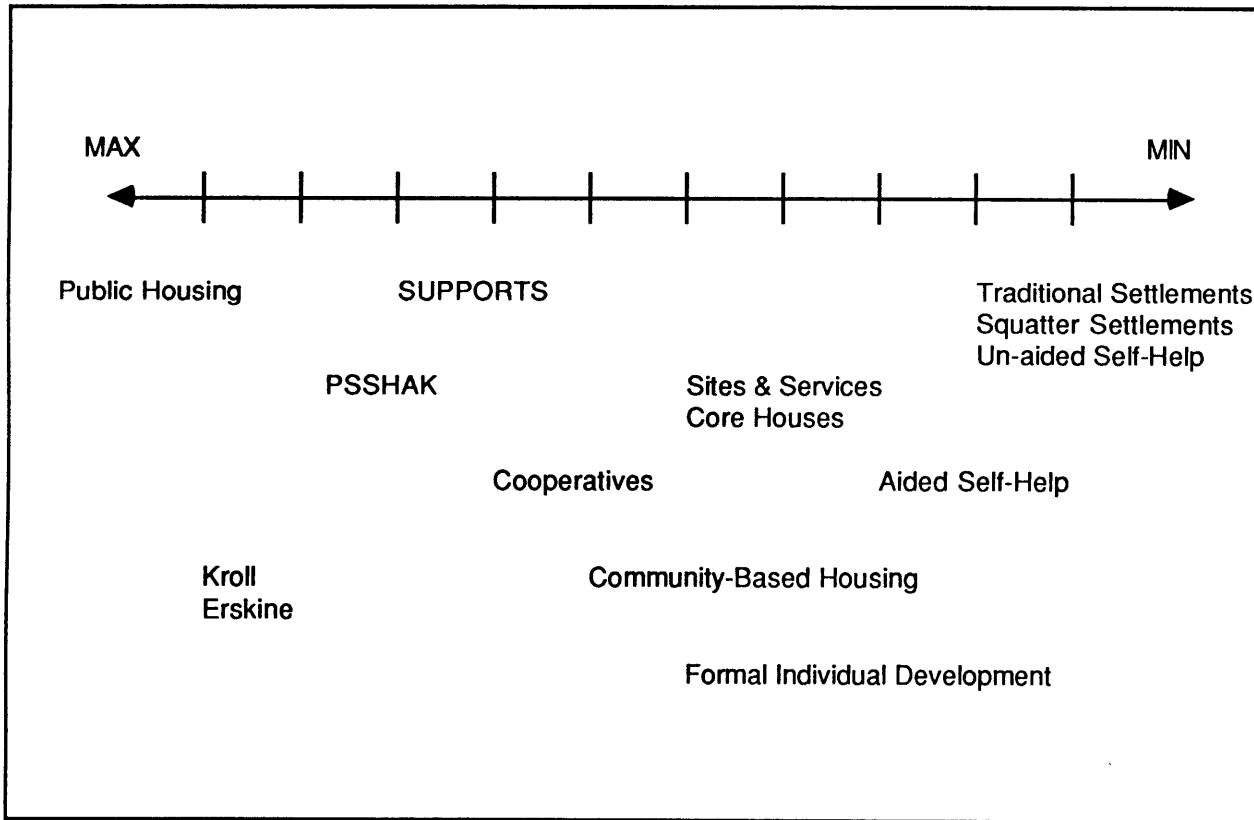 MAX
MIN
Public Housing
SUPPORTS
Traditional Settlements
Squatter Settlements
Un-aided Self-Help
PSSHAK
Sites & Services
Core Houses
Cooperatives
Aided Self-Help
Kroll
Erskine
Community-Based Housing
Formal Individual Development